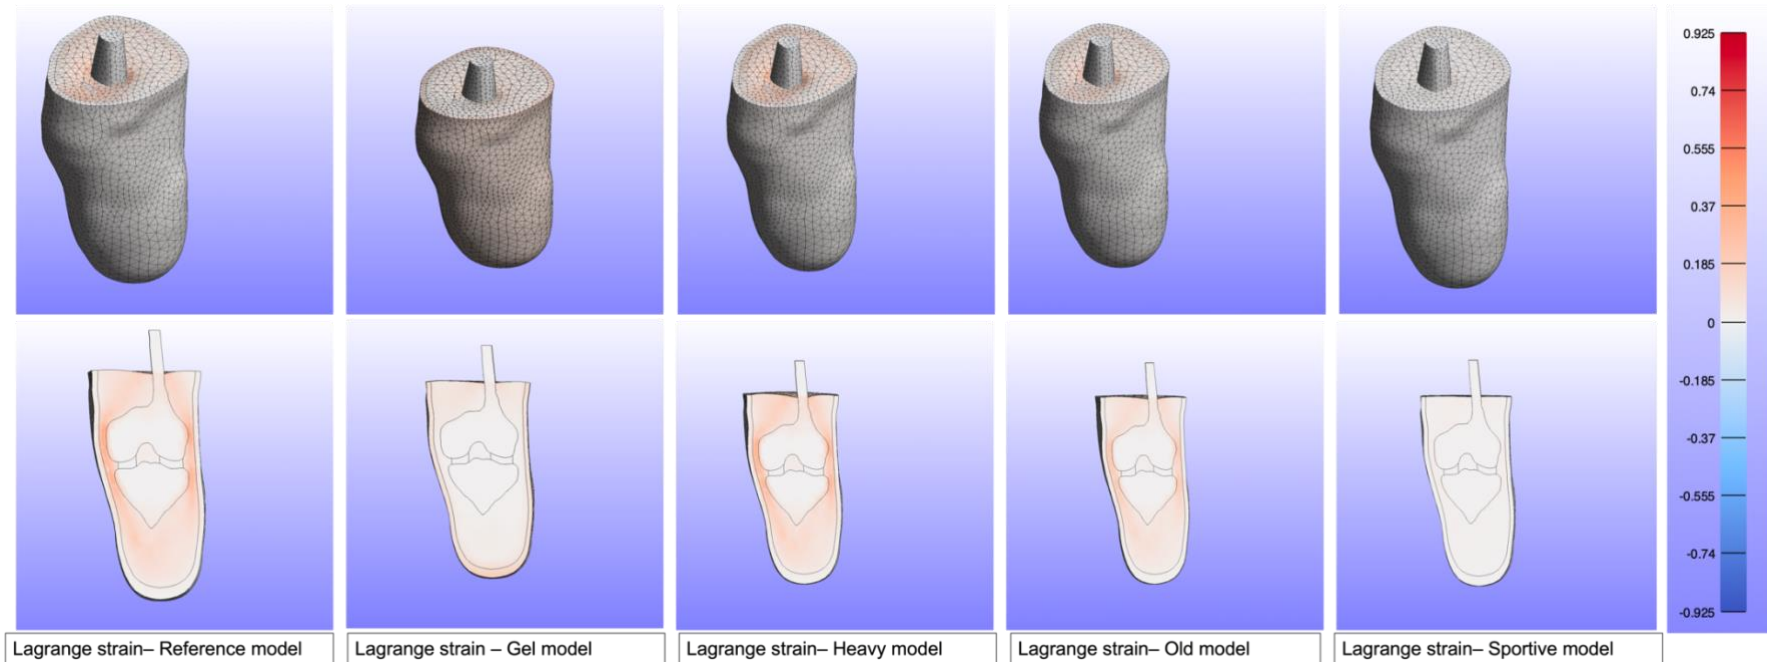 0.925
0.74
0.555
0.37
0.185
0
-0.185
-0.37
-0.555
-0.74
-0.925
Lagrange strain– Reference model
Lagrange strain – Gel model
Lagrange strain– Heavy model
Lagrange strain– Old model
Lagrange strain– Sportive model